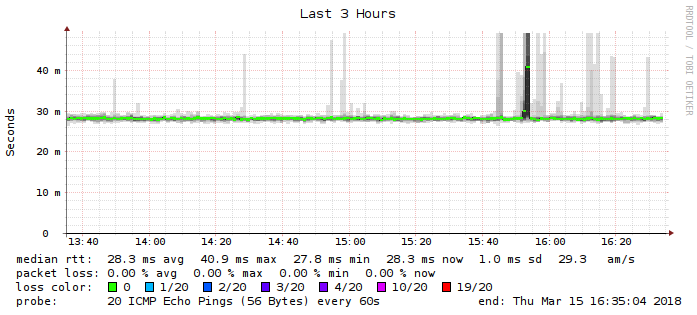 Last 3 Hours
RRDTOOL / TOBI OETIKER
Seconds
40 m
30 m
20 m
10 m
0
13:40 14:00 14:20 14:40 15:00 15:20 15:40 16:00 16:20
median rtt: 28.3 ms avg 40.9 ms max 27.8 ms min 28.3 ms now 1.0 ms sd 29.3 am/s
packet loss: 0.00 % avg 0.00 % max 0.00 % min 0.00 % now
loss color: 0 1/20 2/20 3/20 4/20 10/20 19/20
probe: 20 ICMP Echo Pings (56 Bytes) every 60s end: Thu Mar 15 16:35:04 2018